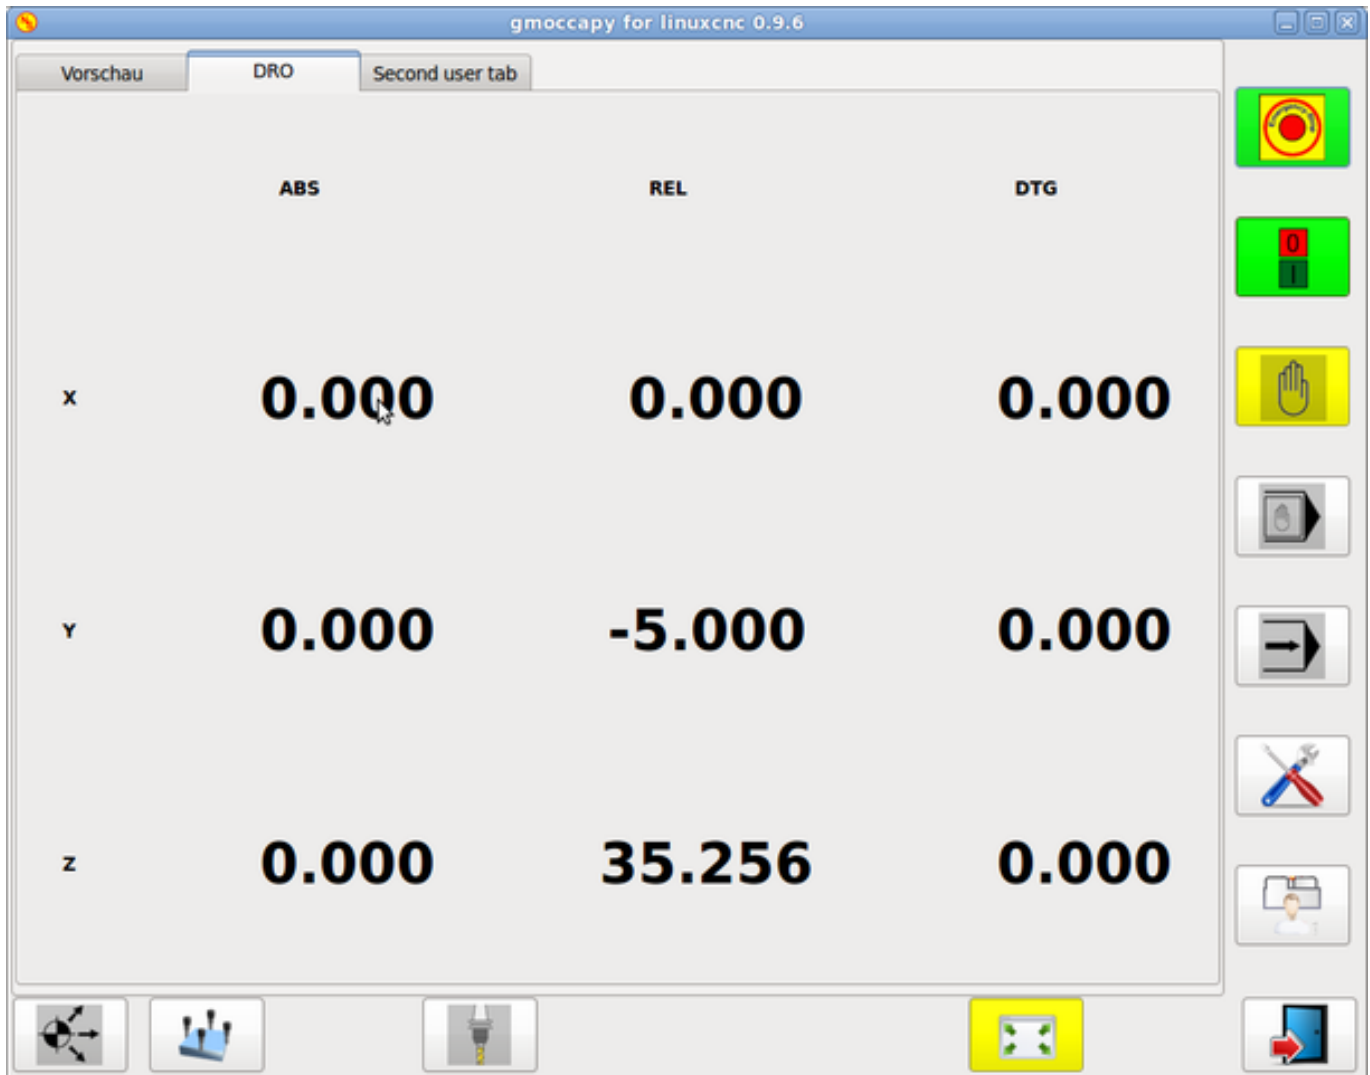 gmoccapy for linuxcnc 0.9.6
Vorschau DRO Second user tab
ABS REL DTG
0
I
X 0.000 0.000 0.000
Y 0.000 -5.000 0.000
Z 0.000 35.256 0.000